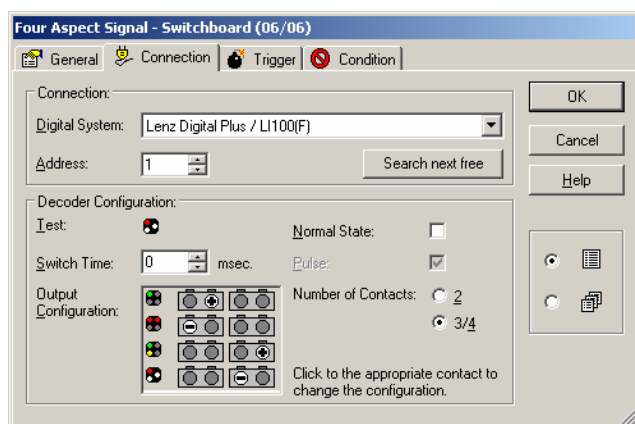 Four Aspect Signal - Switchboard (06/06)
General Connection Trigger Condition
Connection:
Digital System: Lenz Digital Plus / LI100(F)
Address: 1 Search next free
OK
Cancel
Help
Decoder Configuration:
Test:
Normal State:
Switch Time: 0 msec.
Pulse:
Output Configuration:
Number of Contacts: 2
3/4
Click to the appropriate contact to
change the configuration.